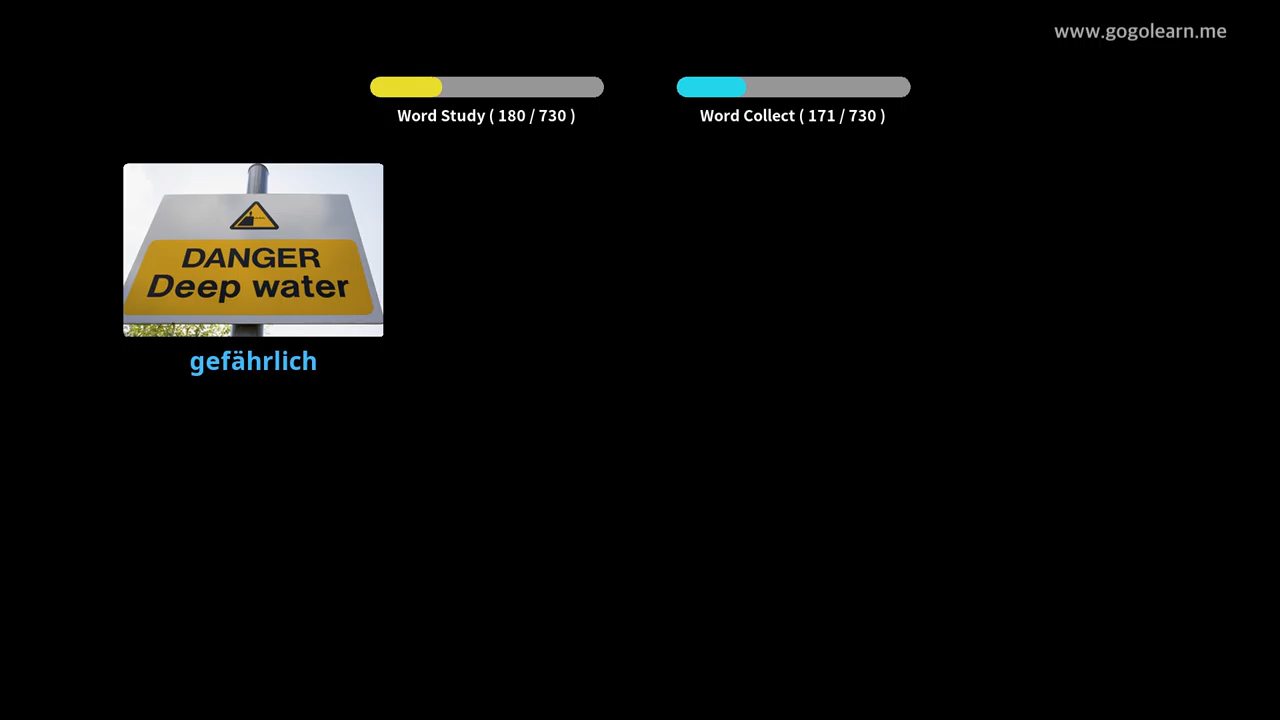 www.gogolearn.me
Word Study ( 180 / 730 )
Word Collect ( 171 / 730 )
DANGER
Deep water
gefährlich